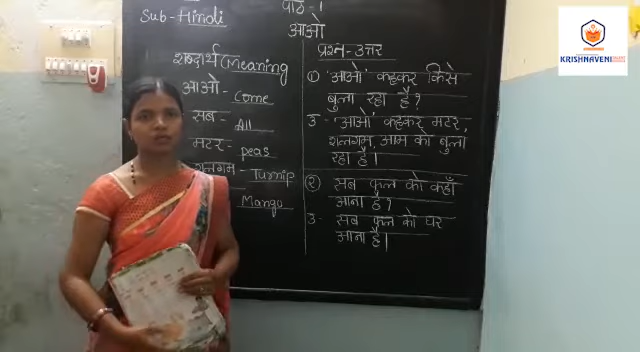 Sub-Hindi
पाठ-1
आओ
शब्दार्थ(Meaning
आओ - Come
सब - All
मटर - peas
शलगम - Turnip
Mango
प्रश्न-उत्तर
① 'आओ' कहकर किसे
बुला रहा है?
उ- 'आओ' कहकर मटर,
शलगम, आम को बुला
रहा है।
② सब फल को कहाँ
आना है?
उ- सब फल को घर
आना है।
KRISHNAVENI